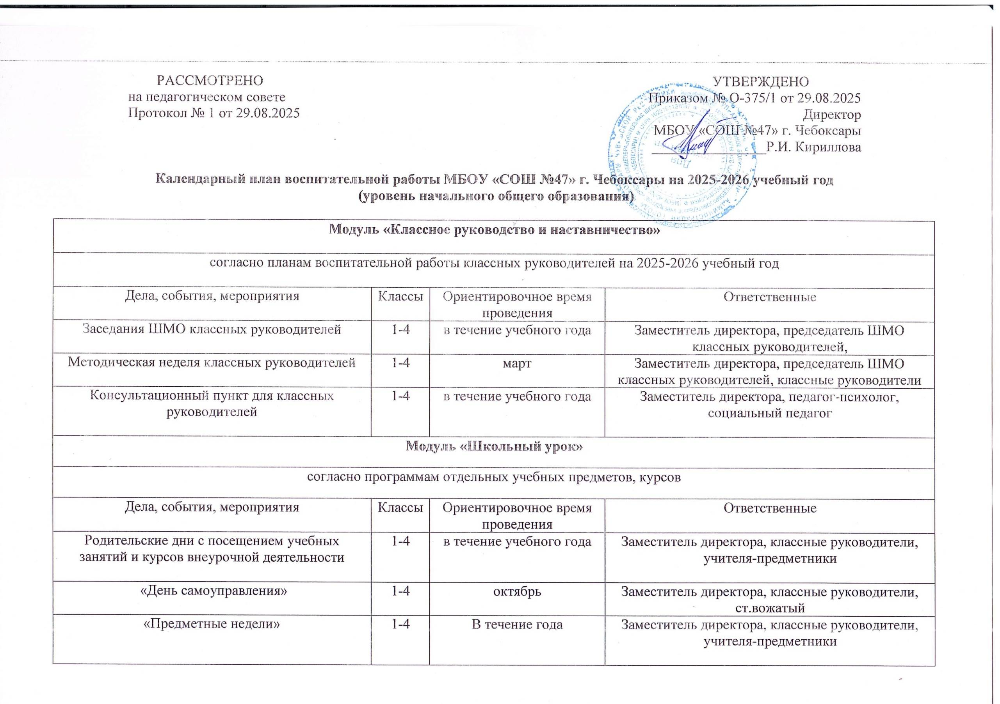 РАССМОТРЕНО
на педагогическом совете
Протокол № 1 от 29.08.2025
УТВЕРЖДЕНО
Приказом № О-375/1 от 29.08.2025
Директор
МБОУ «СОШ №47» г. Чебоксары
Р.И. Кириллова
Календарный план воспитательной работы МБОУ «СОШ №47» г. Чебоксары на 2025-2026 учебный год
(уровень начального общего образования)
Модуль «Классное руководство и наставничество»
согласно планам воспитательной работы классных руководителей на 2025-2026 учебный год
Дела, события, мероприятия
Классы
Ориентировочное время
проведения
Ответственные
Заседания ШМО классных руководителей
1-4
в течение учебного года
Заместитель директора, председатель ШМО
классных руководителей,
Методическая неделя классных руководителей
1-4
март
Заместитель директора, председатель ШМО
классных руководителей, классные руководители
Консультационный пункт для классных
руководителей
1-4
в течение учебного года
Заместитель директора, педагог-психолог,
социальный педагог
Модуль «Школьный урок»
согласно программам отдельных учебных предметов, курсов
Дела, события, мероприятия
Классы
Ориентировочное время
проведения
Ответственные
Родительские дни с посещением учебных
занятий и курсов внеурочной деятельности
1-4
в течение учебного года
Заместитель директора, классные руководители,
учителя-предметники
«День самоуправления»
1-4
октябрь
Заместитель директора, классные руководители,
ст.вожатый
«Предметные недели»
1-4
В течение года
Заместитель директора, классные руководители,
учителя-предметники